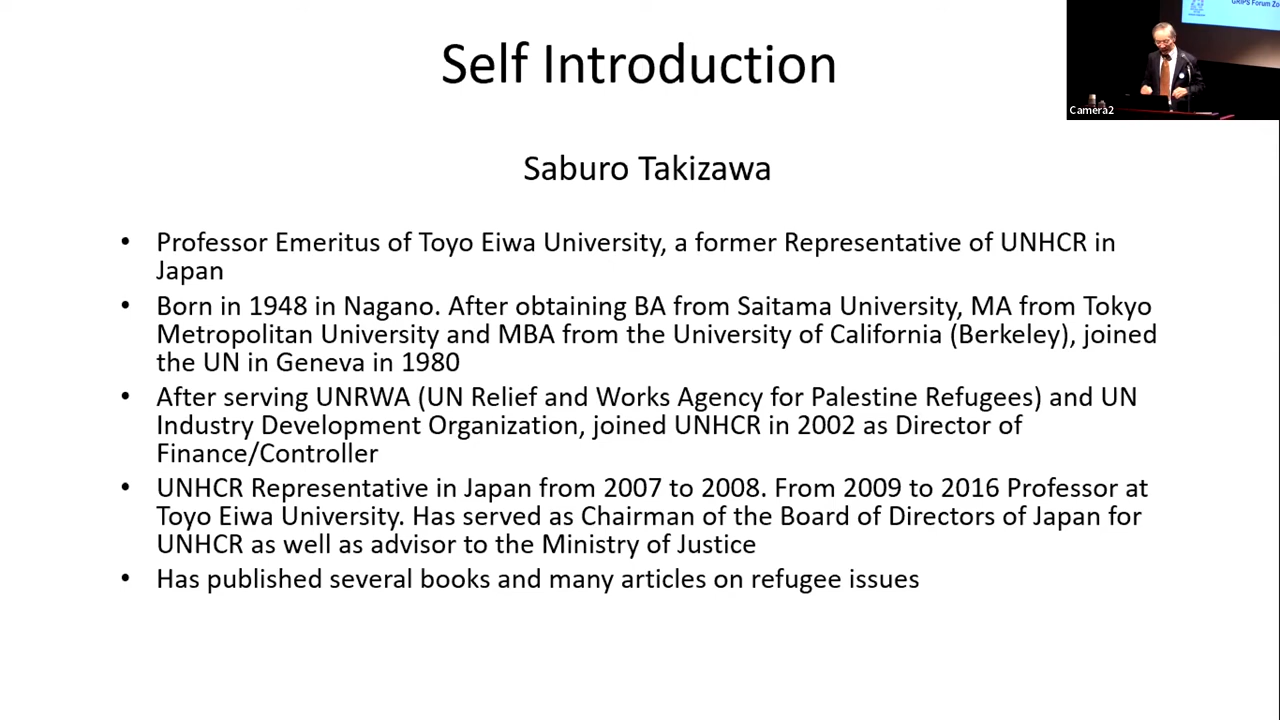 Self Introduction
GRIPS Forum
Camera2
Saburo Takizawa
• Professor Emeritus of Toyo Eiwa University, a former Representative of UNHCR in
Japan
• Born in 1948 in Nagano. After obtaining BA from Saitama University, MA from Tokyo
Metropolitan University and MBA from the University of California (Berkeley), joined
the UN in Geneva in 1980
• After serving UNRWA (UN Relief and Works Agency for Palestine Refugees) and UN
Industry Development Organization, joined UNHCR in 2002 as Director of
Finance/Controller
• UNHCR Representative in Japan from 2007 to 2008. From 2009 to 2016 Professor at
Toyo Eiwa University. Has served as Chairman of the Board of Directors of Japan for
UNHCR as well as advisor to the Ministry of Justice
• Has published several books and many articles on refugee issues